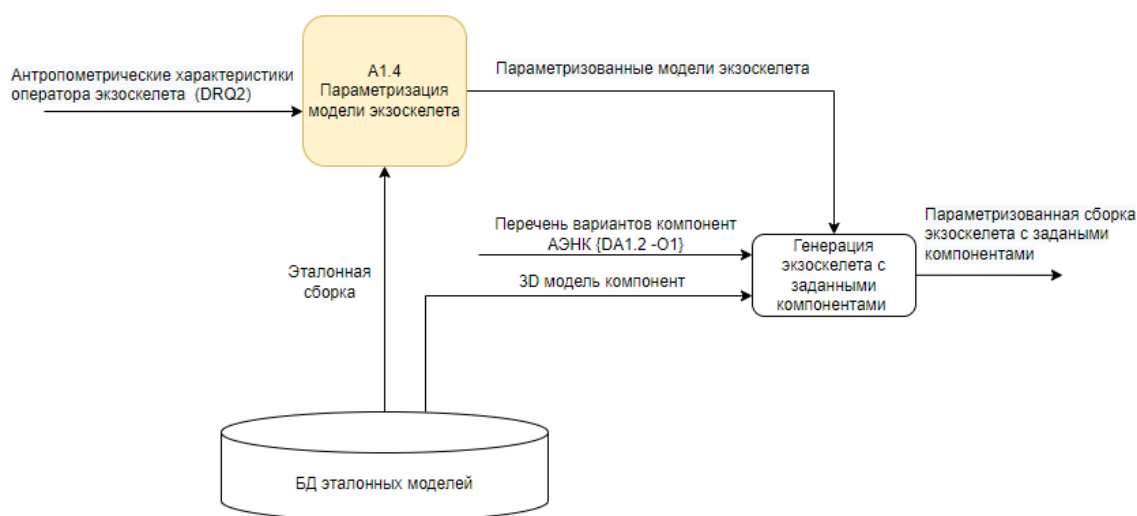 Антропометрические характеристики
оператора экзоскелета (DRQ2)
A1.4
Параметризация
модели экзоскелета
Параметризованные модели экзоскелета
Эталонная
сборка
Перечень вариантов компонент
АЭНК {DA1.2 -O1}
3D модель компонент
Генерация
экзоскелета с
заданными
компонентами
Параметризованная сборка
экзоскелета с задаными
компонентами
БД эталонных моделей